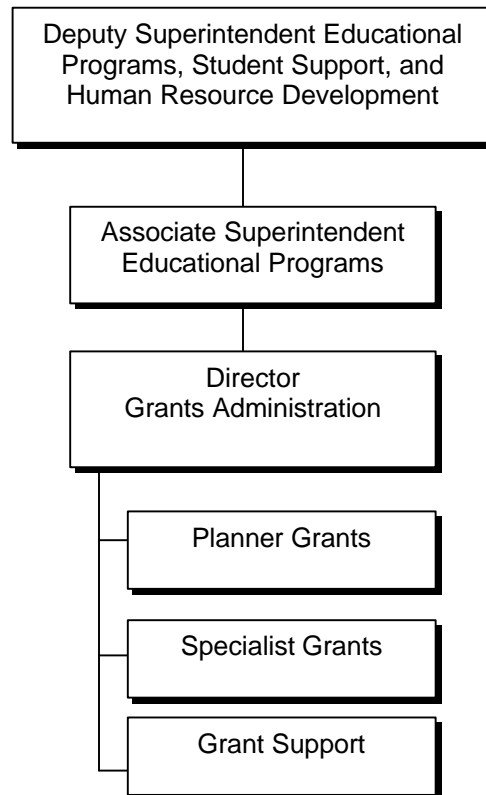 Deputy Superintendent Educational
Programs, Student Support, and
Human Resource Development
Associate Superintendent
Educational Programs
Director
Grants Administration
Planner Grants
Specialist Grants
Grant Support